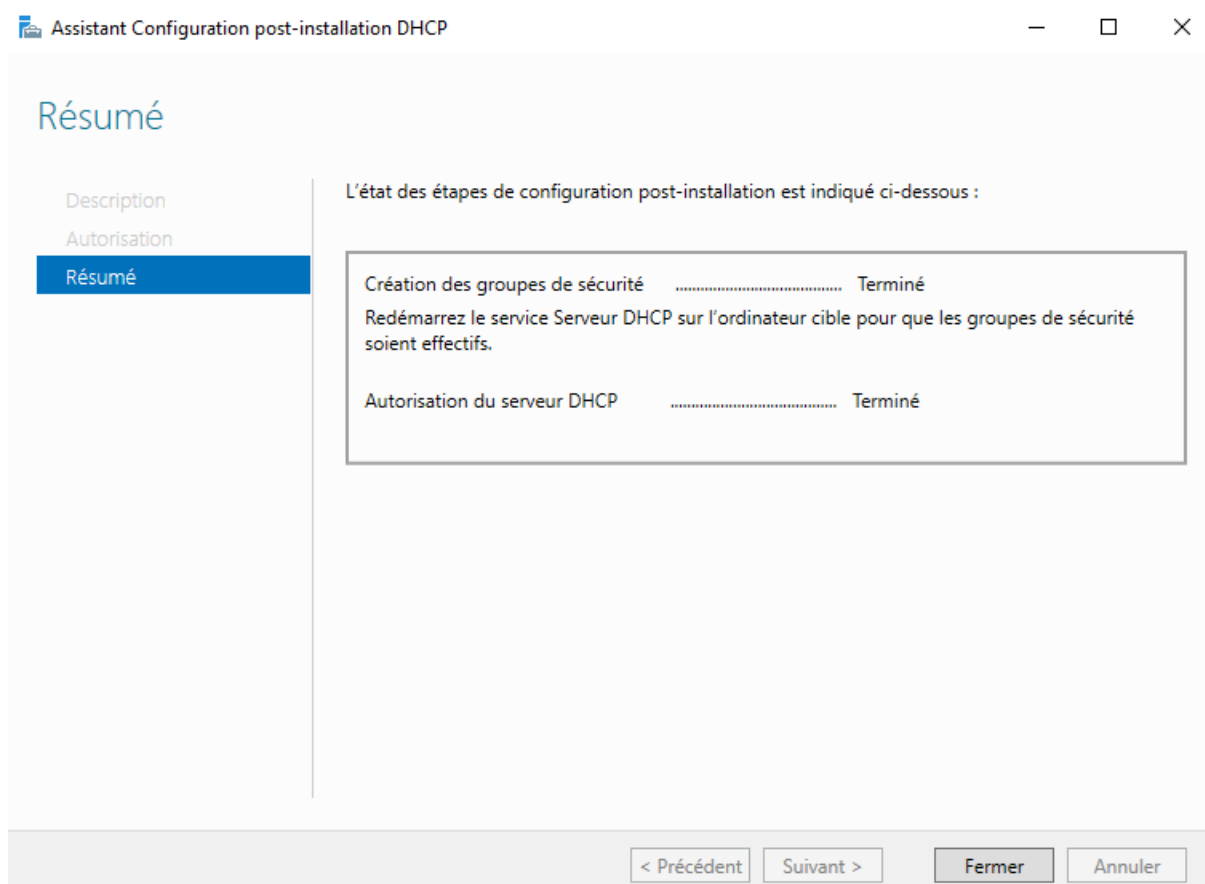 Assistant Configuration post-installation DHCP
Résumé
Description
Autorisation
Résumé
L’état des étapes de configuration post-installation est indiqué ci-dessous :
Création des groupes de sécurité ........................................ Terminé
Redémarrez le service Serveur DHCP sur l’ordinateur cible pour que les groupes de sécurité
soient effectifs.
Autorisation du serveur DHCP ........................................ Terminé
< Précédent Suivant > Fermer Annuler